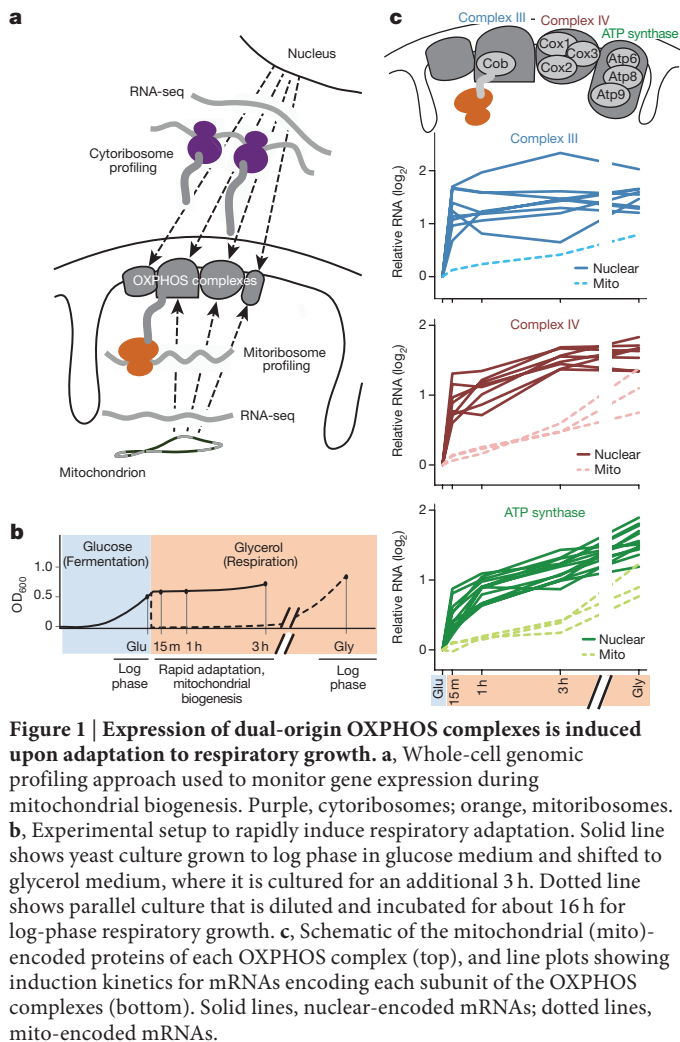 a
Nucleus
RNA-seq
Cytoribosome
profiling
OXPHOS complexes
Mitoribosome
profiling
RNA-seq
Mitochondrion
b
Glucose
(Fermentation)
Glycerol
(Respiration)
OD600
1.0
0.5
0
Glu
15 m
1 h
3 h
Gly
Log
phase
Rapid adaptation,
mitochondrial
biogenesis
Log
phase
c
Complex III - Complex IV
ATP synthase
Cob
Cox1
Cox2
Cox3
Atp6
Atp8
Atp9
Complex III
Relative RNA (log2)
2
1
0
Nuclear
Mito
Complex IV
Relative RNA (log2)
2
1
0
Nuclear
Mito
ATP synthase
Relative RNA (log2)
2
1
0
Nuclear
Mito
Glu
15 m
1 h
3 h
Gly
Figure 1 | Expression of dual-origin OXPHOS complexes is induced
upon adaptation to respiratory growth. a, Whole-cell genomic
profiling approach used to monitor gene expression during
mitochondrial biogenesis. Purple, cytoribosomes; orange, mitoribosomes.
b, Experimental setup to rapidly induce respiratory adaptation. Solid line
shows yeast culture grown to log phase in glucose medium and shifted to
glycerol medium, where it is cultured for an additional 3 h. Dotted line
shows parallel culture that is diluted and incubated for about 16 h for
log-phase respiratory growth. c, Schematic of the mitochondrial (mito)-
encoded proteins of each OXPHOS complex (top), and line plots showing
induction kinetics for mRNAs encoding each subunit of the OXPHOS
complexes (bottom). Solid lines, nuclear-encoded mRNAs; dotted lines,
mito-encoded mRNAs.